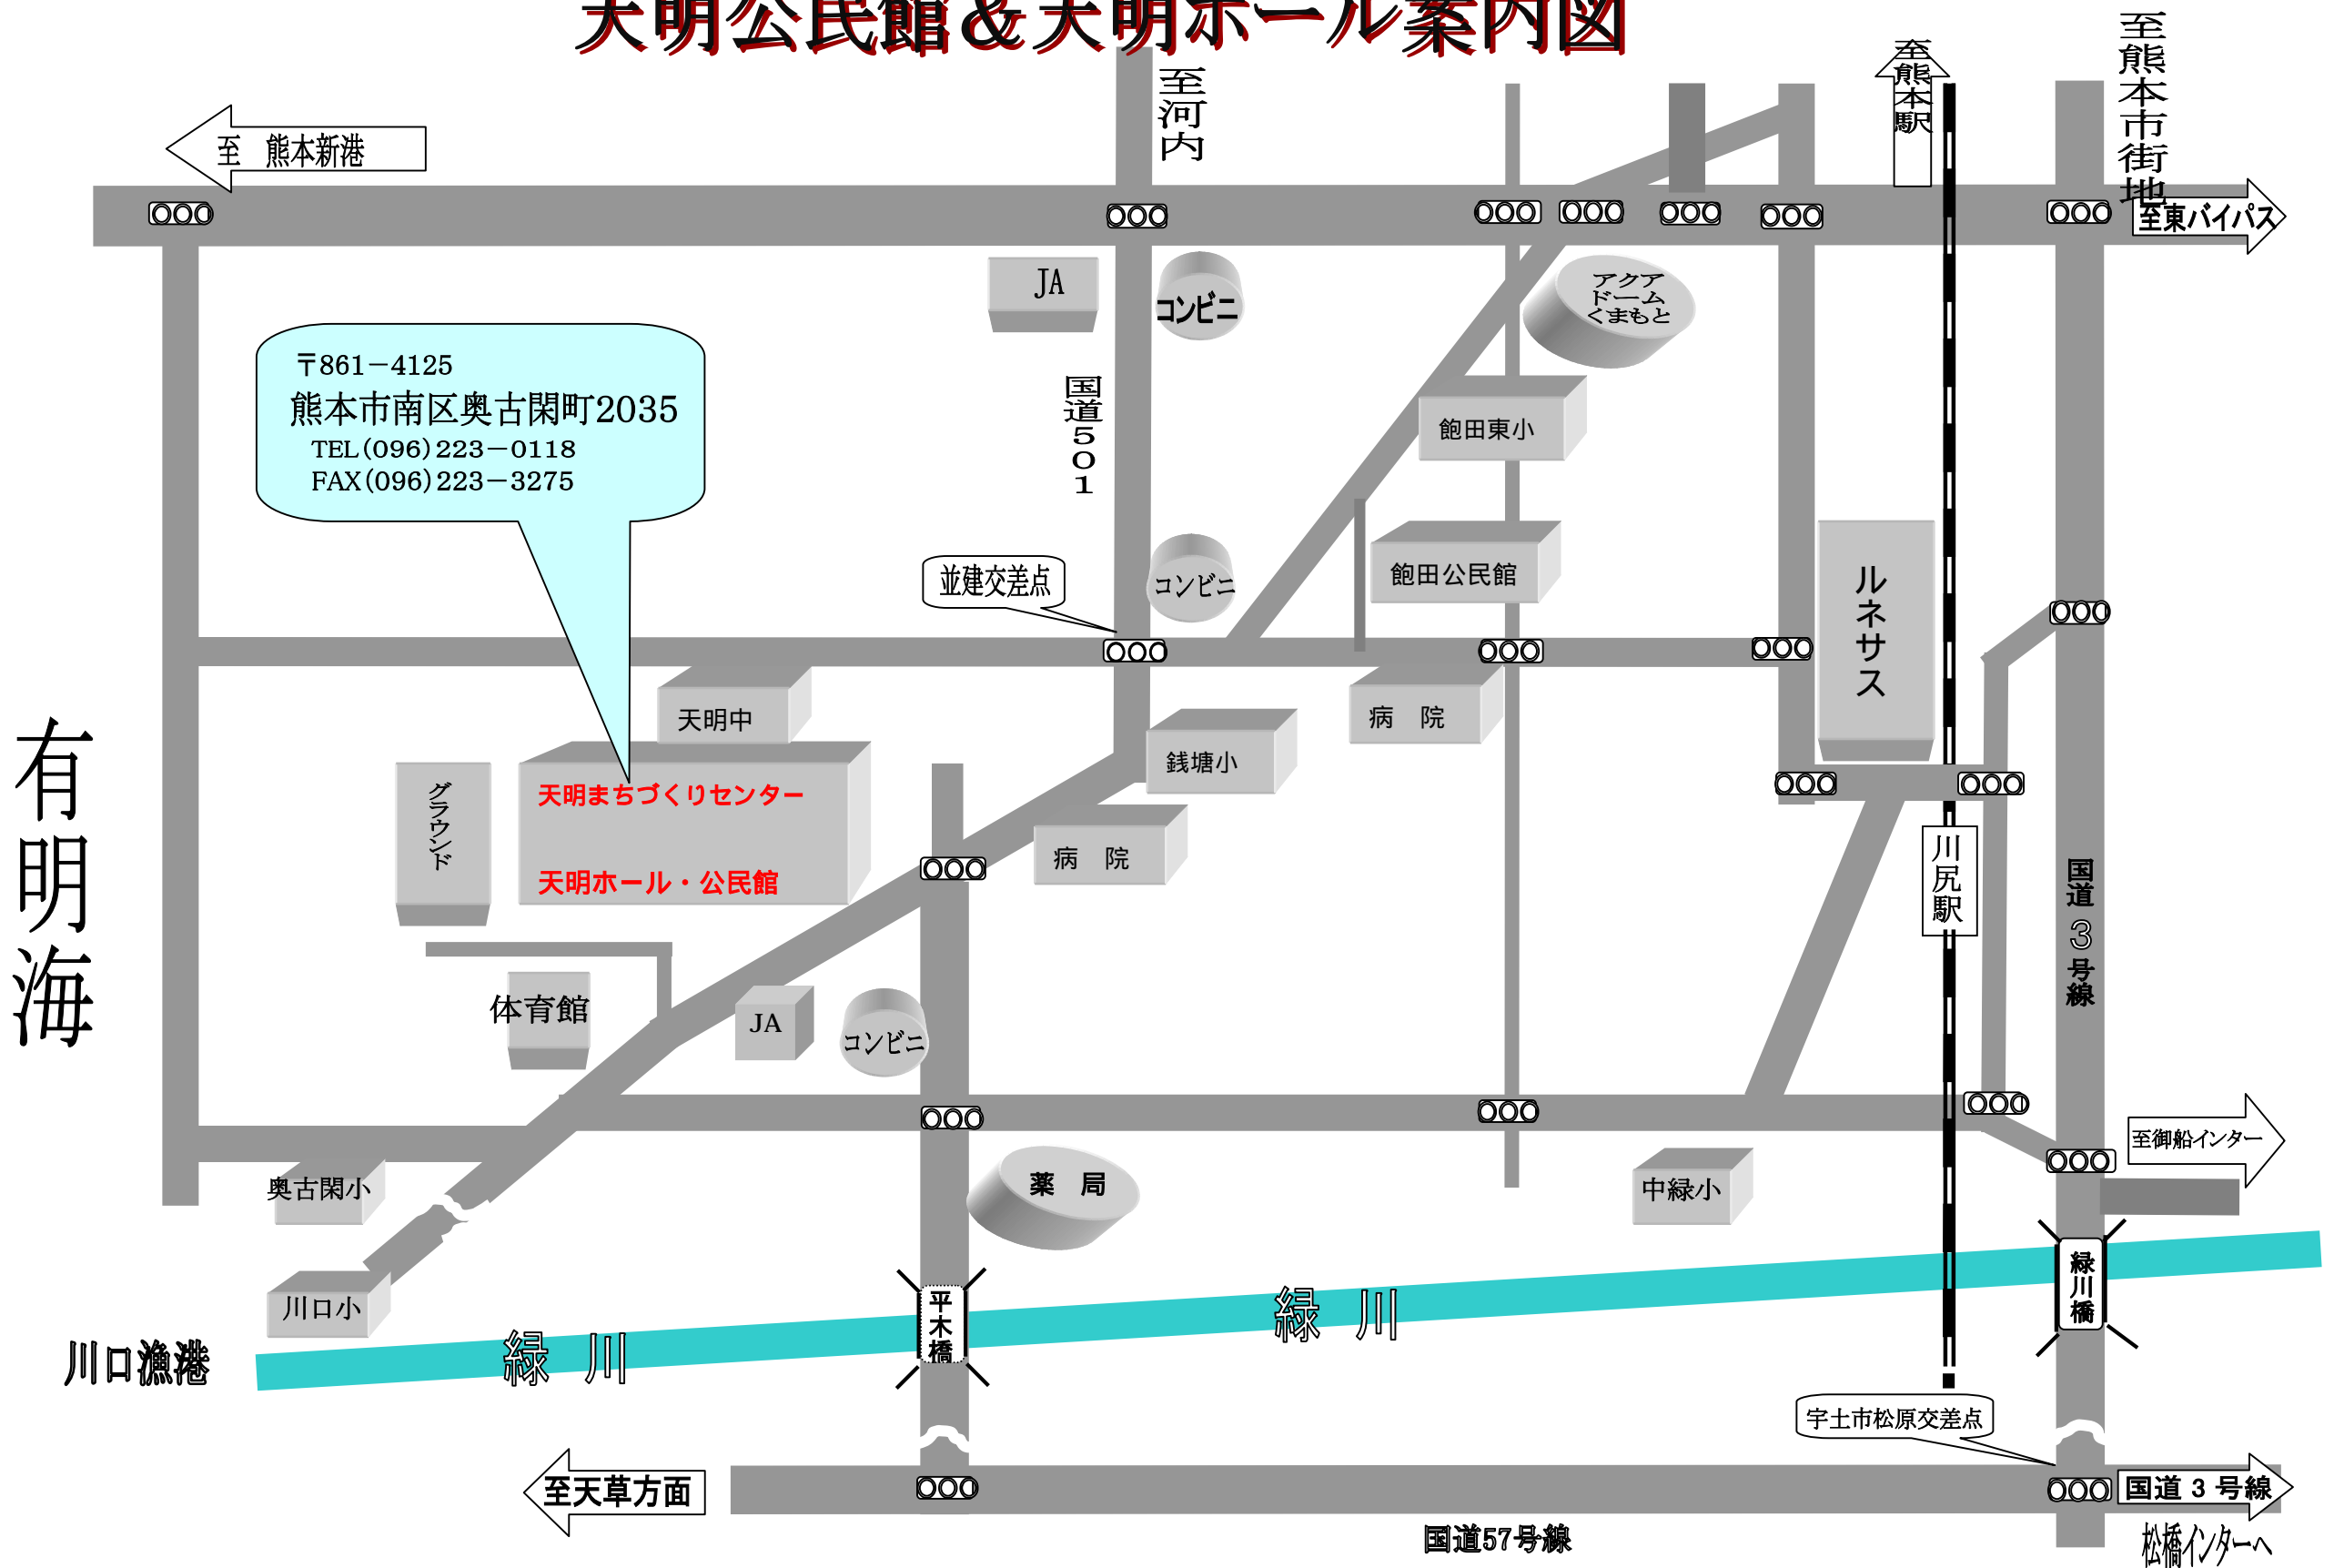 天明公民館＆天明ホール案内図
至熊本市街地
至熊本駅
至河内
至　熊本新港
至東バイパス
JA
コンビニ
アクア
ドーム
くまもと
〒861－4125
熊本市南区奥古閑町2035
TEL（096）223－0118
FAX（096）223－3275
国道501
飽田東小
並建交差点
コンビニ
飽田公民館
ルネサス
有明海
天明中
病　院
銭塘小
グラウンド
天明まちづくりセンター
天明ホール・公民館
病　院
川尻駅
国道３号線
体育館
JA
コンビニ
至御船インター
奥古閑小
薬　局
中緑小
川口小
平木橋
緑川橋
緑　川
緑　川
川口漁港
宇土市松原交差点
至天草方面
国道３号線
国道57号線
松橋インターへ